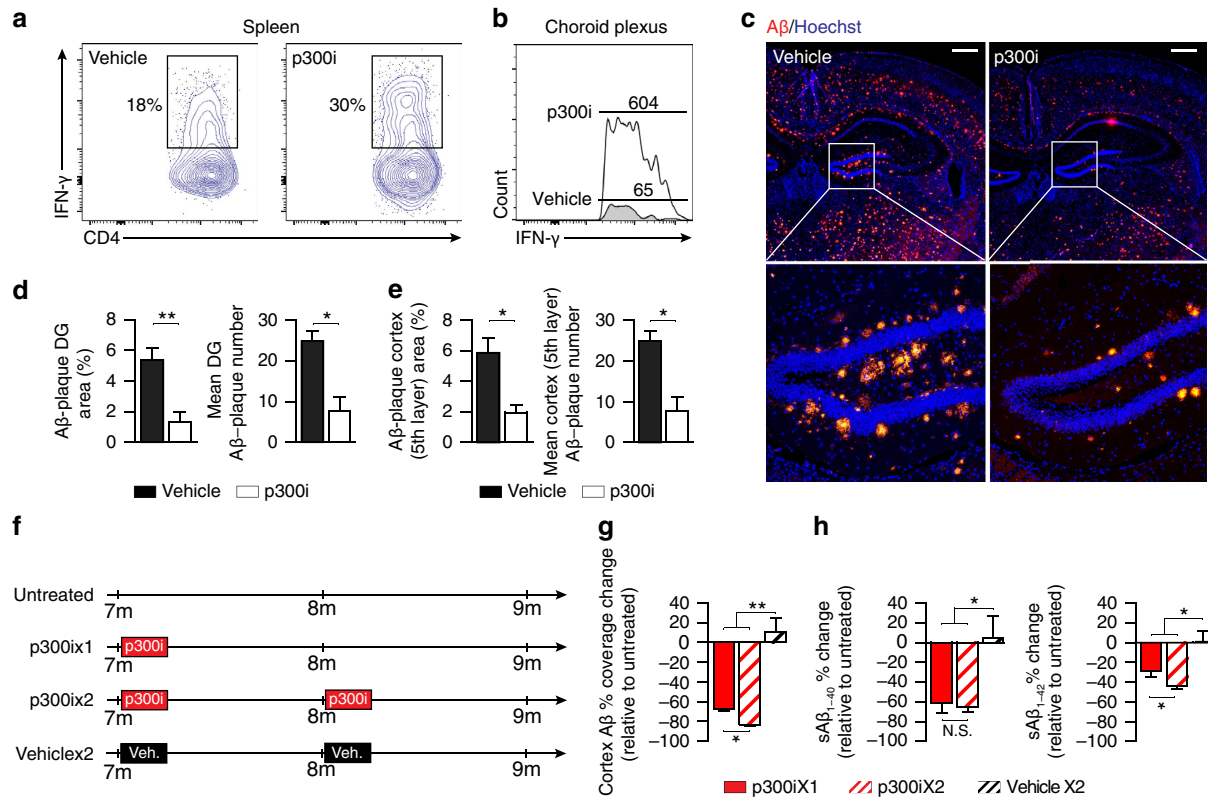 a
Spleen
Vehicle
p300i
18%
30%
IFN-γ
CD4
b
Choroid plexus
p300i
604
Vehicle
65
Count
IFN-γ
c
Aβ/Hoechst
Vehicle
p300i
d
Aβ-plaque DG
area (%)
8
6
4
2
0
**
Mean DG
Aβ-plaque number
30
20
10
0
*
Vehicle
p300i
e
Aβ-plaque cortex
(5th layer) area (%)
8
6
4
2
0
*
Mean cortex (5th layer)
Aβ-plaque number
30
20
10
0
*
Vehicle
p300i
f
Untreated
7m
8m
9m
p300ix1
p300i
7m
8m
9m
p300ix2
p300i
p300i
7m
8m
9m
Vehiclex2
Veh.
Veh.
7m
8m
9m
g
Cortex Aβ % coverage change
(relative to untreated)
40
20
0
−20
−40
−60
−80
−100
**
*
h
sAβ1–40 % change
(relative to untreated)
40
20
0
−20
−40
−60
−80
−100
*
N.S.
sAβ1–42 % change
(relative to untreated)
40
20
0
−20
−40
−60
−80
−100
*
*
p300iX1
p300iX2
Vehicle X2